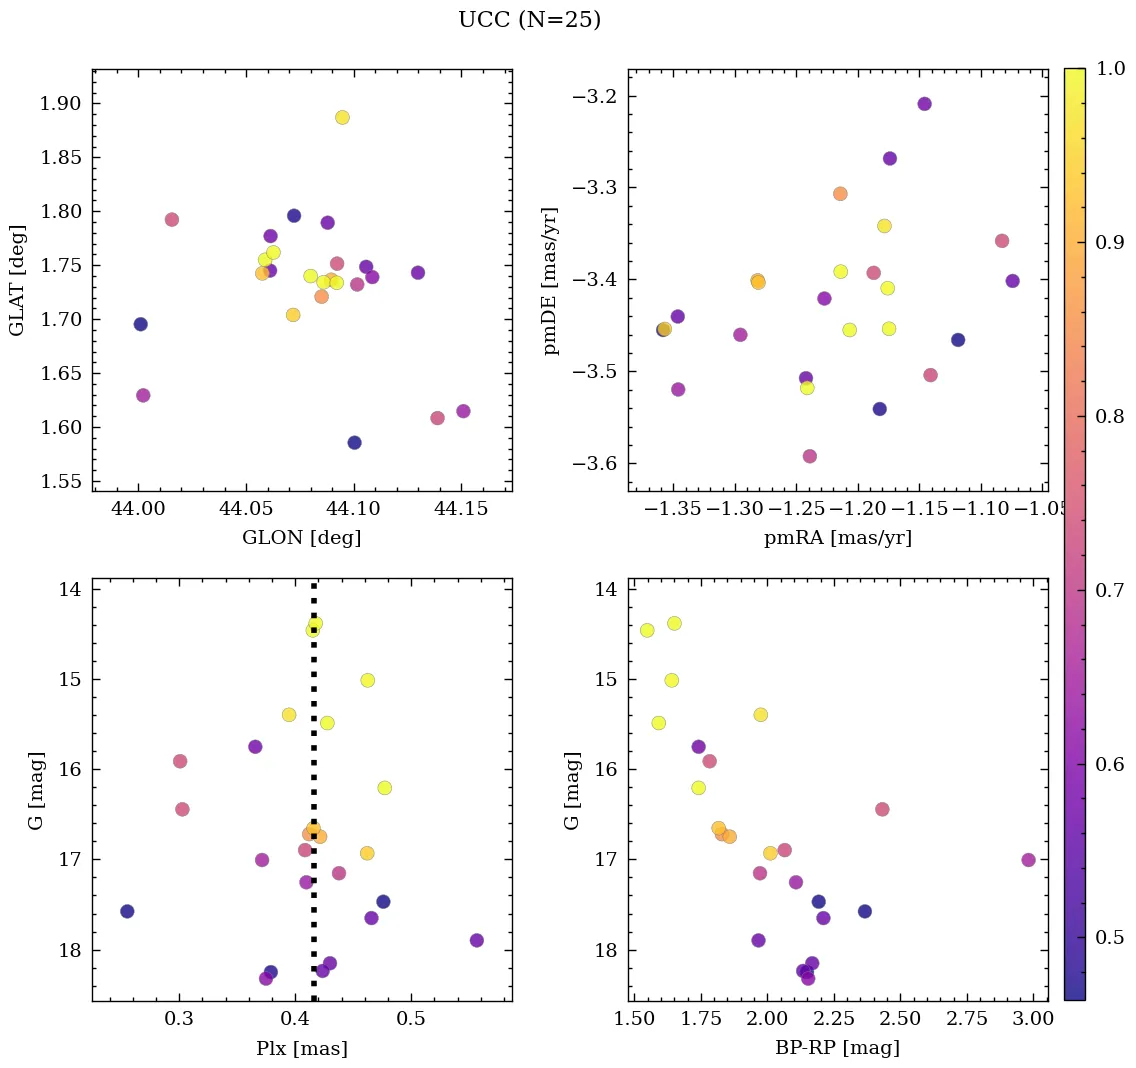 UCC (N=25)
1.90
1.85
1.80
1.75
1.70
1.65
1.60
1.55
GLAT [deg]
44.00 44.05 44.10 44.15
GLON [deg]
−3.2
−3.3
−3.4
−3.5
−3.6
pmDE [mas/yr]
−1.35 −1.30 −1.25 −1.20 −1.15 −1.10 −1.05
pmRA [mas/yr]
14
15
16
17
18
G [mag]
0.3 0.4 0.5
Plx [mas]
14
15
16
17
18
G [mag]
1.50 1.75 2.00 2.25 2.50 2.75 3.00
BP-RP [mag]
1.0
0.9
0.8
0.7
0.6
0.5